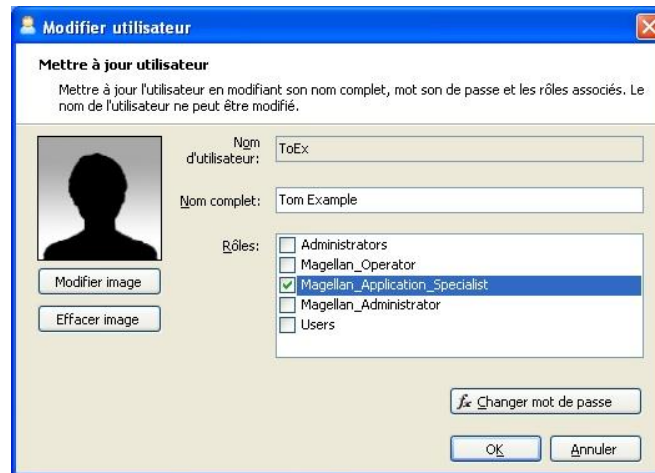 Modifier utilisateur
Mettre à jour utilisateur
Mettre à jour l'utilisateur en modifiant son nom complet, mot son de passe et les rôles associés. Le
nom de l'utilisateur ne peut être modifié.
Nom
d'utilisateur:
ToEx
Nom complet:
Tom Example
Rôles:
Administrators
Magellan_Operator
Magellan_Application_Specialist
Magellan_Administrator
Users
Modifier image
Effacer image
fx Changer mot de passe
OK
Annuler